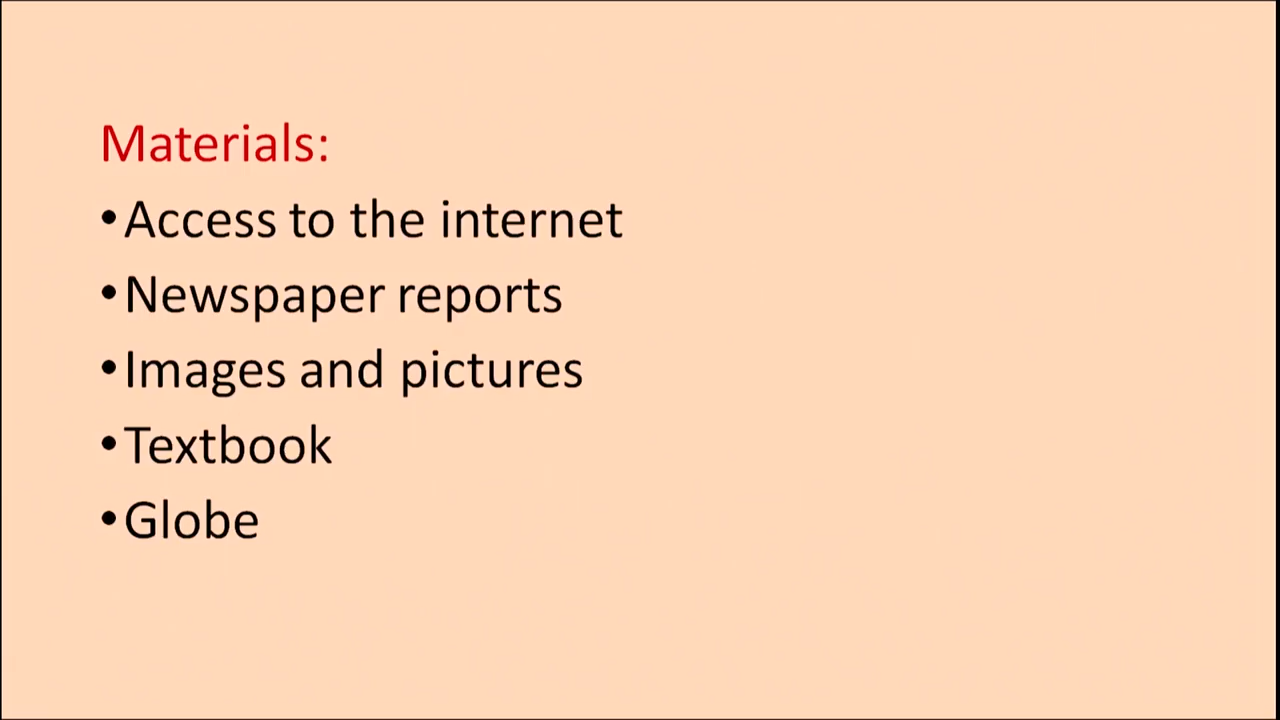 Materials:
•Access to the internet
•Newspaper reports
•Images and pictures
•Textbook
•Globe